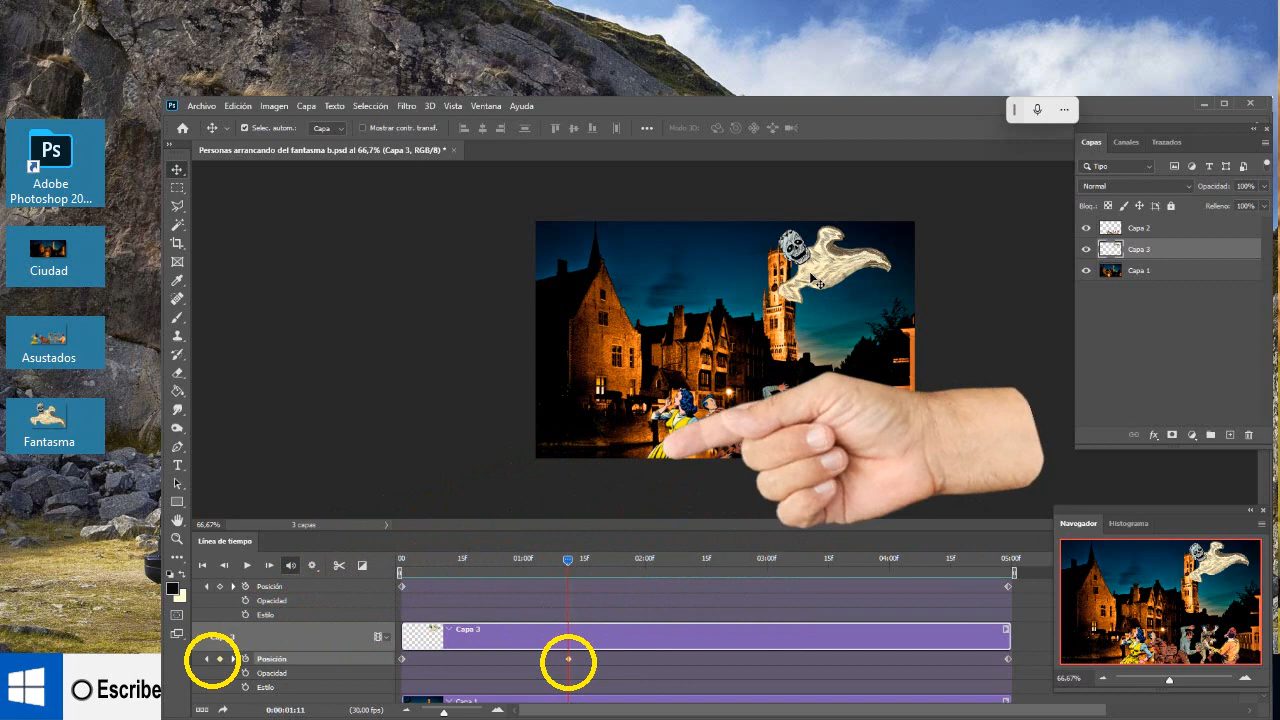 Ps
Adobe
Photoshop 20...
Ciudad
Asustados
Fantasma
Escribe
Ps
Archivo Edición Imagen Capa Texto Selección Filtro 3D Vista Ventana Ayuda
Selec. autom.: Capa Mostrar contr. transf. Modo 3D:
Personas arrancando del fantasma b.psd al 66,7% (Capa 3, RGB/8) *
66,67% 3 capas
Capas Canales Trazados
Tipo
Normal Opacidad: 100%
Bloq.: Relleno: 100%
Capa 2
Capa 3
Capa 1
Navegador Histograma
66.67%
Línea de tiempo
00 15f 01:00f 15f 02:00f 15f 03:00f 15f 04:00f 15f 05:00f
Posición
Opacidad
Estilo
Capa 3
Capa 3
Posición
Opacidad
Estilo
Capa 1
0:00:01:11 (30,00 fps)